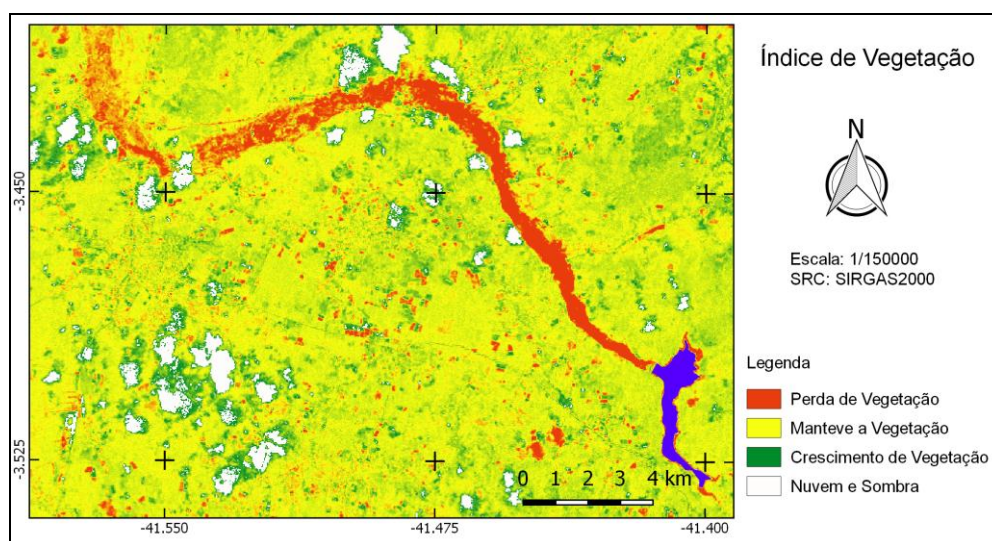 Índice de Vegetação
N
Escala: 1/150000
SRC: SIRGAS2000
Legenda
Perda de Vegetação
Manteve a Vegetação
Crescimento de Vegetação
Nuvem e Sombra
-3.450
-3.525
0 1 2 3 4 km
-41.550 -41.475 -41.400